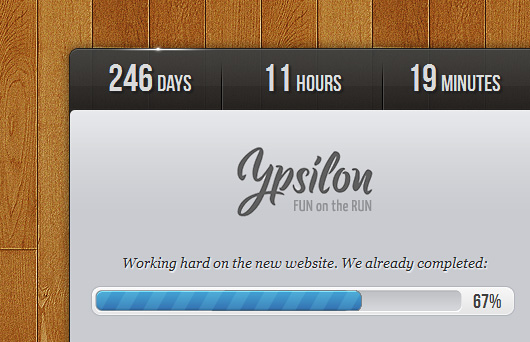 246 DAYS 11 HOURS 19 MINUTES
Ypsilon
FUN on the RUN
Working hard on the new website. We already completed:
67%